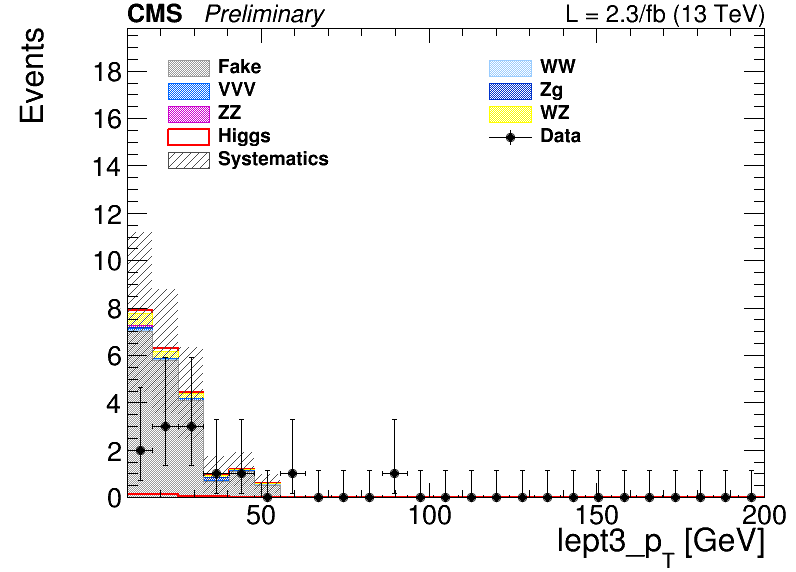 CMS Preliminary L = 2.3/fb (13 TeV)
Events
Fake WW
VVV Zg
ZZ WZ
Higgs Data
Systematics
18
16
14
12
10
8
6
4
2
0
50 100 150 200
lept3_p_T [GeV]